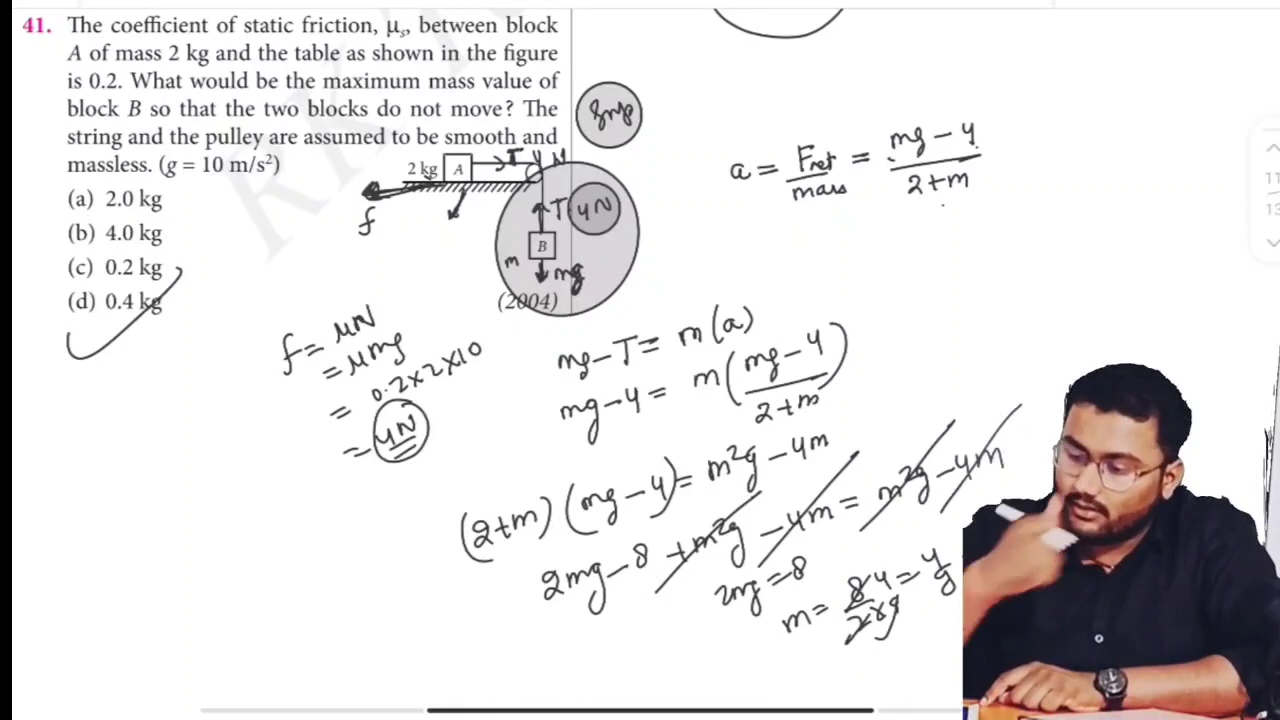 41. The coefficient of static friction, μs, between block
A of mass 2 kg and the table as shown in the figure
is 0.2. What would be the maximum mass value of
block B so that the two blocks do not move? The
string and the pulley are assumed to be smooth and
massless. (g = 10 m/s²)
(a) 2.0 kg
(b) 4.0 kg
(c) 0.2 kg
(d) 0.4 kg
2 kg A T 4N
f
T 4N
B
m mg
(2004)
a = Fnet/mass = mg - 4/2+m
f = μN
= μmg
= 0.2×2×10
= 4N
mg - T = m(a)
mg - 4 = m(mg - 4/2+m)
(2+m)(mg - 4) = m²g - 4m
2mg - 8 + m²g - 4m = m²g - 4m
2mg = 8
m = 8 4/2×g = 4/g
11
13